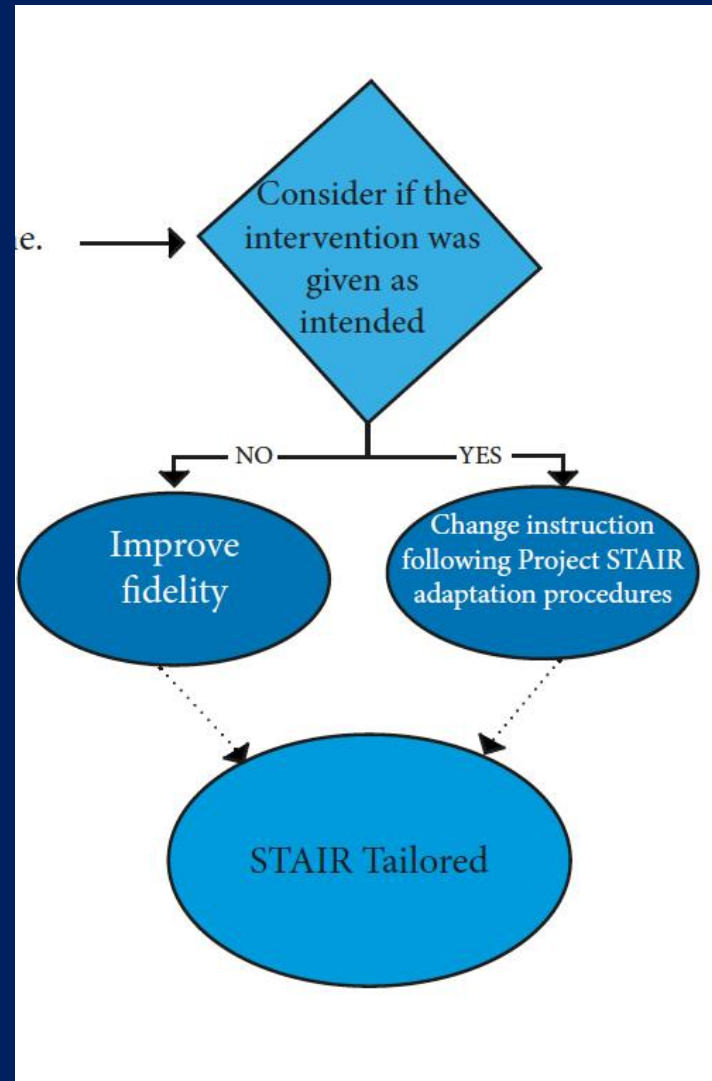 Consider if the
intervention was
given as
intended
NO
YES
Improve
fidelity
Change instruction
following Project STAIR
adaptation procedures
STAIR Tailored